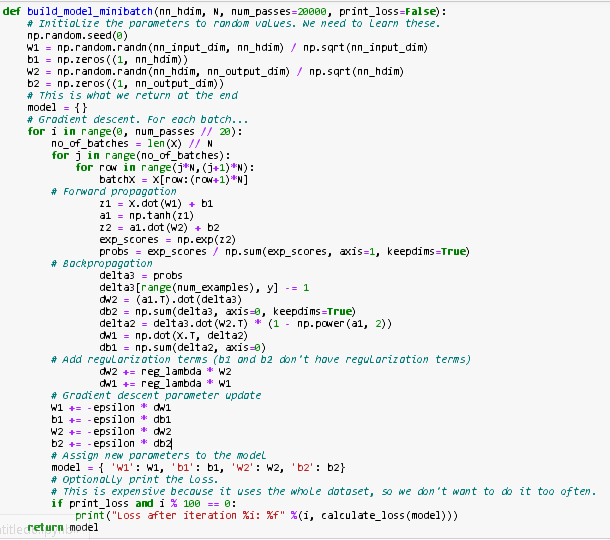 def build_model_minibatch(nn_hdim, N, num_passes=20000, print_loss=False):
    # Initialize the parameters to random values. We need to learn these.
    np.random.seed(0)
    W1 = np.random.randn(nn_input_dim, nn_hdim) / np.sqrt(nn_input_dim)
    b1 = np.zeros((1, nn_hdim))
    W2 = np.random.randn(nn_hdim, nn_output_dim) / np.sqrt(nn_hdim)
    b2 = np.zeros((1, nn_output_dim))
    # This is what we return at the end
    model = {}
    # Gradient descent. For each batch...
    for i in range(0, num_passes // 20):
        no_of_batches = len(X) // N
        for j in range(no_of_batches):
            for row in range(j*N,(j+1)*N):
                batchX = X[row:(row+1)*N]
        # Forward propagation
                z1 = X.dot(W1) + b1
                a1 = np.tanh(z1)
                z2 = a1.dot(W2) + b2
                exp_scores = np.exp(z2)
                probs = exp_scores / np.sum(exp_scores, axis=1, keepdims=True)
        # Backpropagation
                delta3 = probs
                delta3[range(num_examples), y] -= 1
                dW2 = (a1.T).dot(delta3)
                db2 = np.sum(delta3, axis=0, keepdims=True)
                delta2 = delta3.dot(W2.T) * (1 - np.power(a1, 2))
                dW1 = np.dot(X.T, delta2)
                db1 = np.sum(delta2, axis=0)
        # Add regularization terms (b1 and b2 don't have regularization terms)
                dW2 += reg_lambda * W2
                dW1 += reg_lambda * W1
        # Gradient descent parameter update
        W1 += -epsilon * dW1
        b1 += -epsilon * db1
        W2 += -epsilon * dW2
        b2 += -epsilon * db2
        # Assign new parameters to the model
        model = { 'W1': W1, 'b1': b1, 'W2': W2, 'b2': b2}
        # Optionally print the loss.
        # This is expensive because it uses the whole dataset, so we don't want to do it too often.
        if print_loss and i % 100 == 0:
            print("Loss after iteration %i: %f" %(i, calculate_loss(model)))
    return model